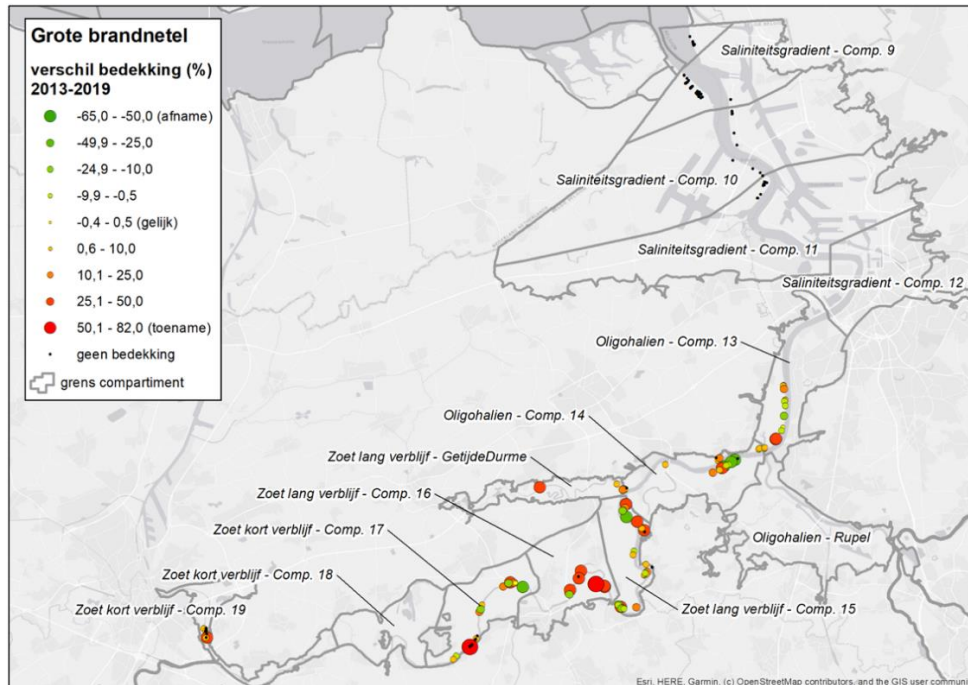 Grote brandnetel
verschil bedekking (%)
2013-2019
-65,0 - -50,0 (afname)
-49,9 - -25,0
-24,9 - -10,0
-9,9 - -0,5
-0,4 - 0,5 (gelijk)
0,6 - 10,0
10,1 - 25,0
25,1 - 50,0
50,1 - 82,0 (toename)
geen bedekking
grens compartiment
Saliniteitsgradient - Comp. 9
Saliniteitsgradient - Comp. 10
Saliniteitsgradient - Comp. 11
Saliniteitsgradient - Comp. 12
Oligohalien - Comp. 13
Oligohalien - Comp. 14
Zoet lang verblijf - GetijdeDurme
Zoet lang verblijf - Comp. 16
Zoet kort verblijf - Comp. 17
Oligohalien - Rupel
Zoet kort verblijf - Comp. 18
Zoet kort verblijf - Comp. 19
Zoet lang verblijf - Comp. 15
Esri, HERE, Garmin, (c) OpenStreetMap contributors, and the GIS user communi